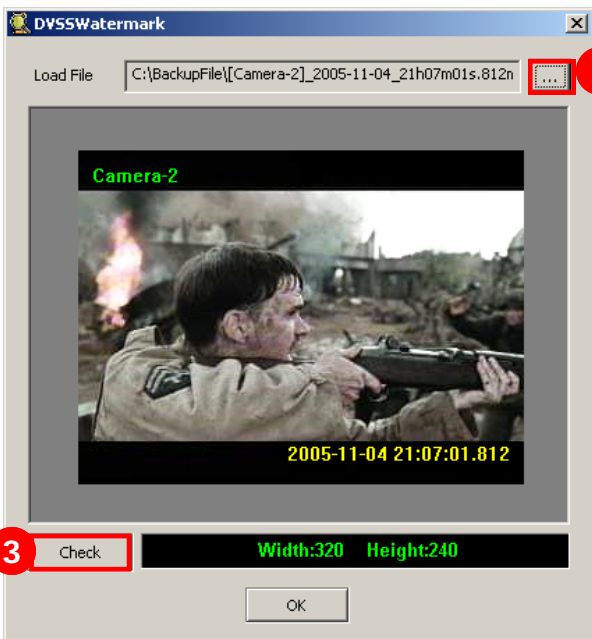 DVSSWatermark
Load File C:\BackupFile\[Camera-2]_2005-11-04_21h07m01s.812n ...
Camera-2
2005-11-04 21:07:01.812
3 Check Width:320 Height:240
OK